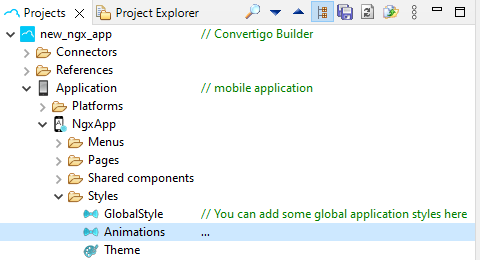 Projects Project Explorer
new_ngx_app // Convertigo Builder
Connectors
References
Application // mobile application
Platforms
NgxApp
Menus
Pages
Shared components
Styles
GlobalStyle // You can add some global application styles here
Animations ...
Theme